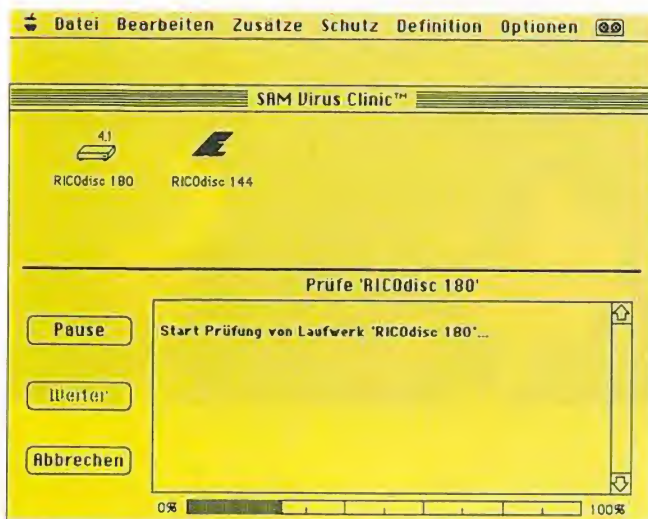 Datei Bearbeiten Zusätze Schutz Definition Optionen
SAM Virus Clinic™
4.1
RICOdisc 180 RICOdisc 144
Prüfe 'RICOdisc 180'
Pause
Start Prüfung von Laufwerk 'RICOdisc 180'...
Weiter
Abbrechen
0% 100%